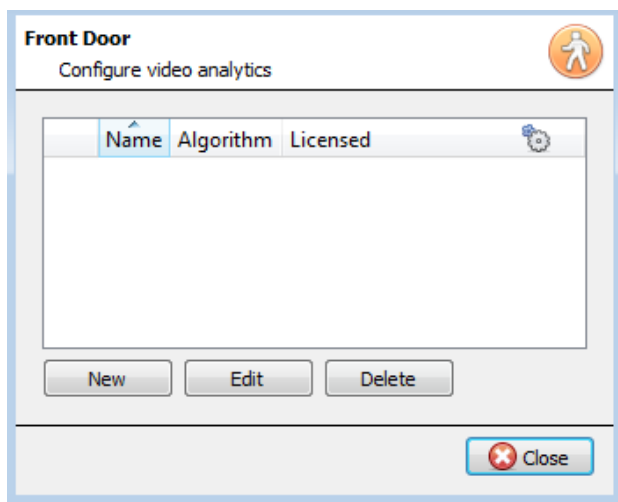 Front Door
Configure video analytics
Name Algorithm Licensed
New Edit Delete
Close